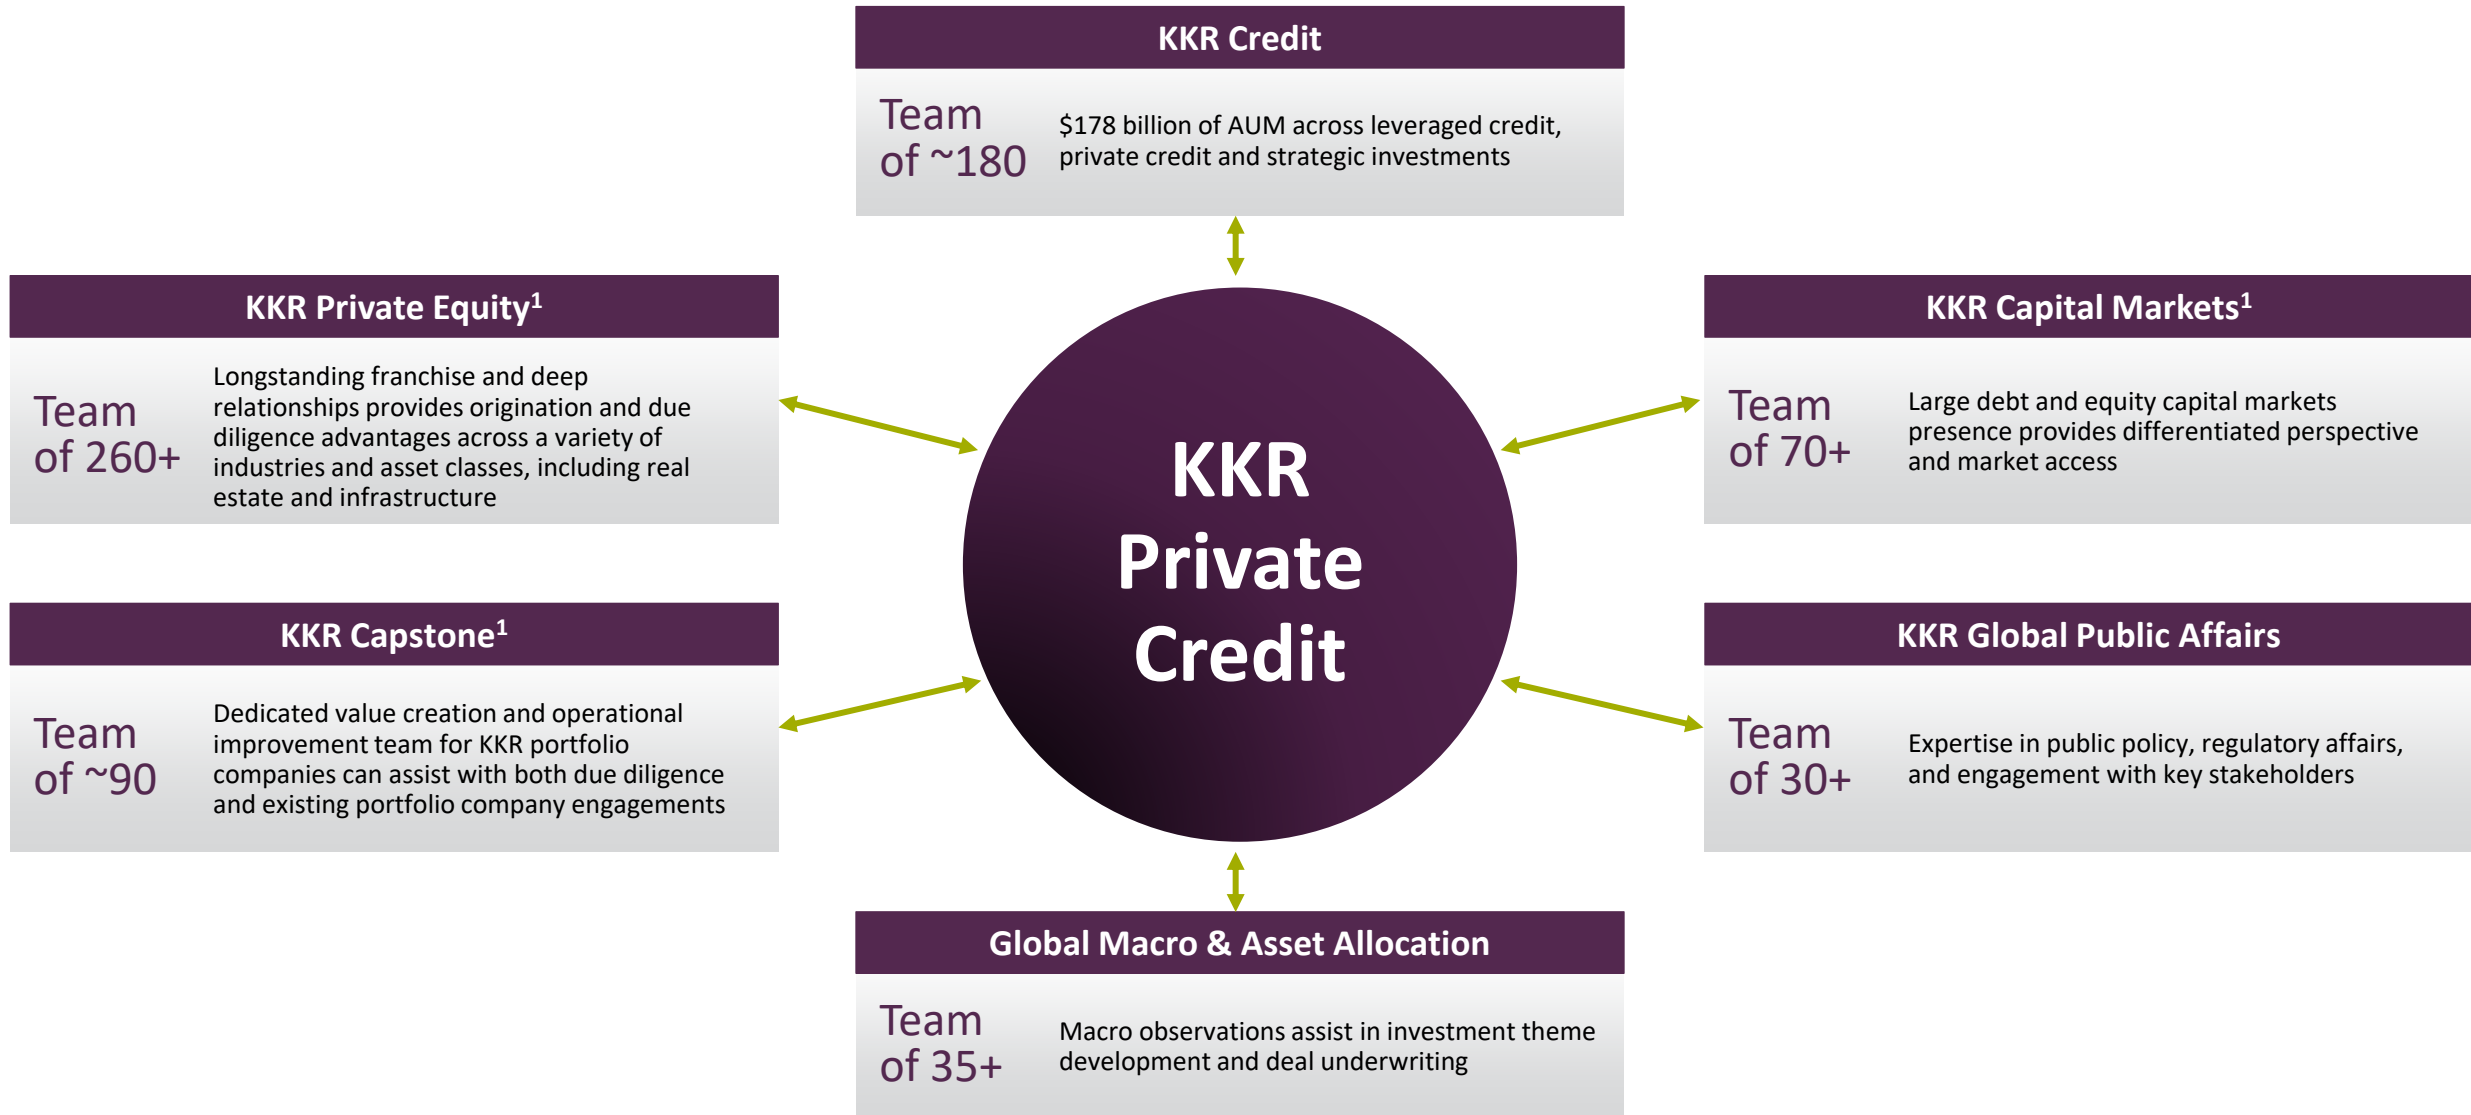 KKR Credit
Team
of ~180
$178 billion of AUM across leveraged credit,
private credit and strategic investments
KKR Private Equity¹
Team
of 260+
Longstanding franchise and deep
relationships provides origination and due
diligence advantages across a variety of
industries and asset classes, including real
estate and infrastructure
KKR Capital Markets¹
Team
of 70+
Large debt and equity capital markets
presence provides differentiated perspective
and market access
KKR
Private
Credit
KKR Capstone¹
Team
of ~90
Dedicated value creation and operational
improvement team for KKR portfolio
companies can assist with both due diligence
and existing portfolio company engagements
KKR Global Public Affairs
Team
of 30+
Expertise in public policy, regulatory affairs,
and engagement with key stakeholders
Global Macro & Asset Allocation
Team
of 35+
Macro observations assist in investment theme
development and deal underwriting